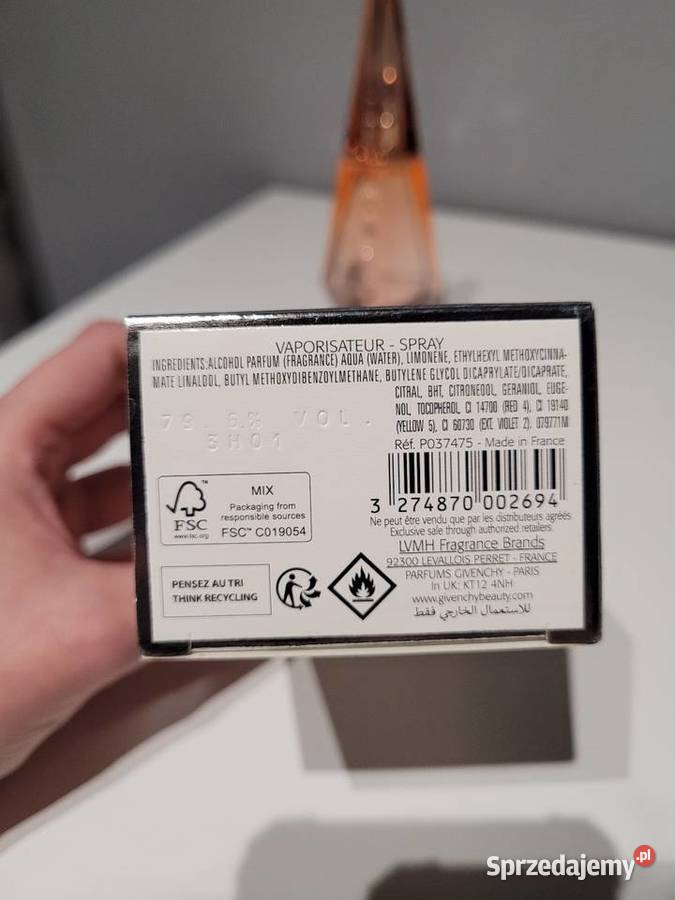 VAPORISATEUR - SPRAY
INGREDIENTS:ALCOHOL PARFUM (FRAGRANCE) AQUA (WATER), LIMONENE, ETHYLHEXYL METHOXYCINNA-
MATE LINALOOL, BUTYL METHOXYDIBENZOYLMETHANE, BUTYLENE GLYCOL DICAPRYLATE/DICAPRATE,
CITRAL, BHT, CITRONEOOL, GERANIOL, EUGE-
NOL TOCOPHEROL, CI 14700 (RED 4), CI 19140
(YELLOW 5), CI 60730 (EXT. VIOLET 2). 079771M
79. 6% VOL.
3H01
Réf. P037475 - Made in France
3 274870 002694
FSC
www.fsc.org
MIX
Packaging from
responsible sources
FSC™ C019054
Ne peut être vendu que par les distributeurs agréés
Exclusive sale through authorized retailers.
LVMH Fragrance Brands
92300 LEVALLOIS PERRET - FRANCE
PARFUMS GIVENCHY - PARIS
In UK: KT12 4NH
www.givenchybeauty.com
للاستعمال الخارجي فقط
PENSEZ AU TRI
THINK RECYCLING
Sprzedajemy.pl